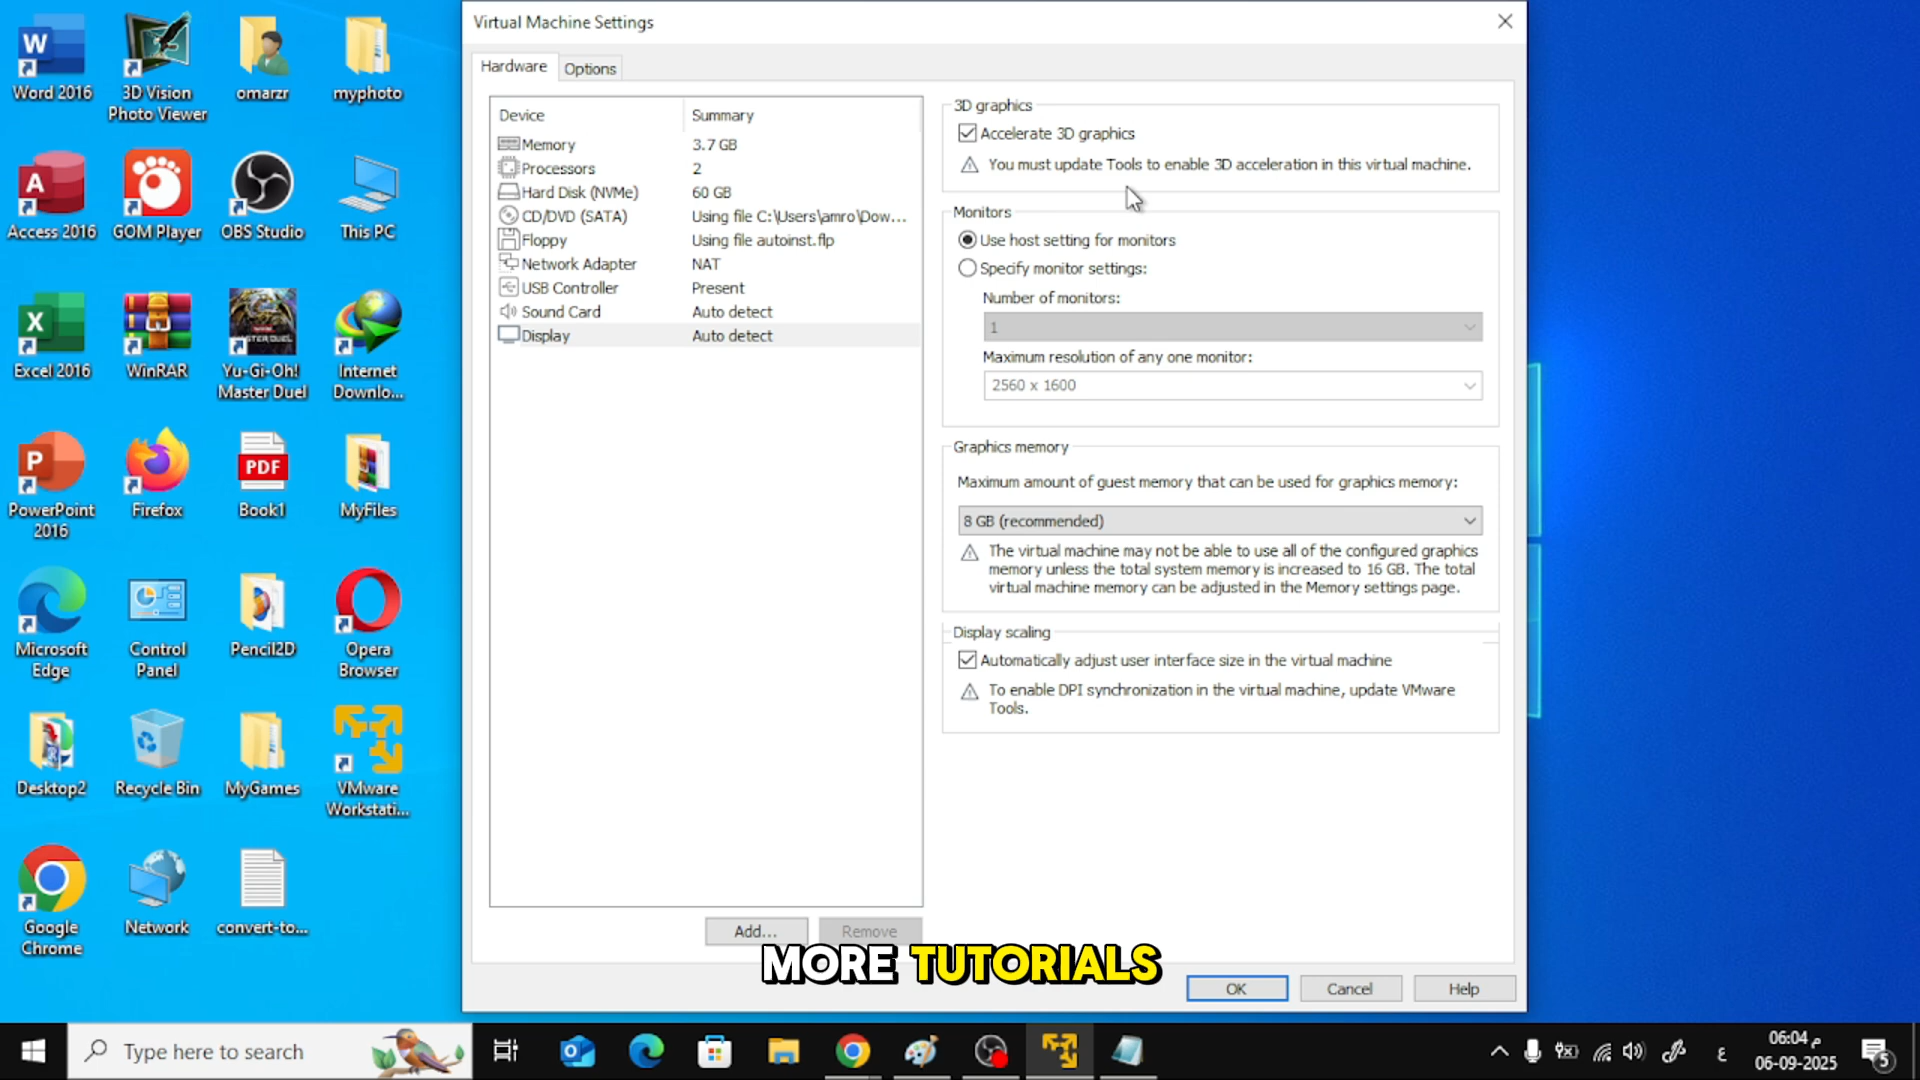 Word 2016
3D Vision
Photo Viewer
omarzr
myphoto
Access 2016
GOM Player
OBS Studio
This PC
Excel 2016
WinRAR
Yu-Gi-Oh!
Master Duel
Internet
Downlo...
PowerPoint
2016
Firefox
PDF
Book1
MyFiles
Microsoft
Edge
Control
Panel
Pencil2D
Opera
Browser
Desktop2
Recycle Bin
MyGames
VMware
Workstati...
Google
Chrome
Network
convert-to...
Virtual Machine Settings
Hardware
Options
Device Summary
Memory 3.7 GB
Processors 2
Hard Disk (NVMe) 60 GB
CD/DVD (SATA) Using file C:\Users\amro\Dow...
Floppy Using file autoinst.flp
Network Adapter NAT
USB Controller Present
Sound Card Auto detect
Display Auto detect
Add...
Remove
3D graphics
Accelerate 3D graphics
You must update Tools to enable 3D acceleration in this virtual machine.
Monitors
Use host setting for monitors
Specify monitor settings:
Number of monitors:
1
Maximum resolution of any one monitor:
2560 x 1600
Graphics memory
Maximum amount of guest memory that can be used for graphics memory:
8 GB (recommended)
The virtual machine may not be able to use all of the configured graphics
memory unless the total system memory is increased to 16 GB. The total
virtual machine memory can be adjusted in the Memory settings page.
Display scaling
Automatically adjust user interface size in the virtual machine
To enable DPI synchronization in the virtual machine, update VMware
Tools.
MORE TUTORIALS
OK
Cancel
Help
Type here to search
ع
06:04 م
06-09-2025
5